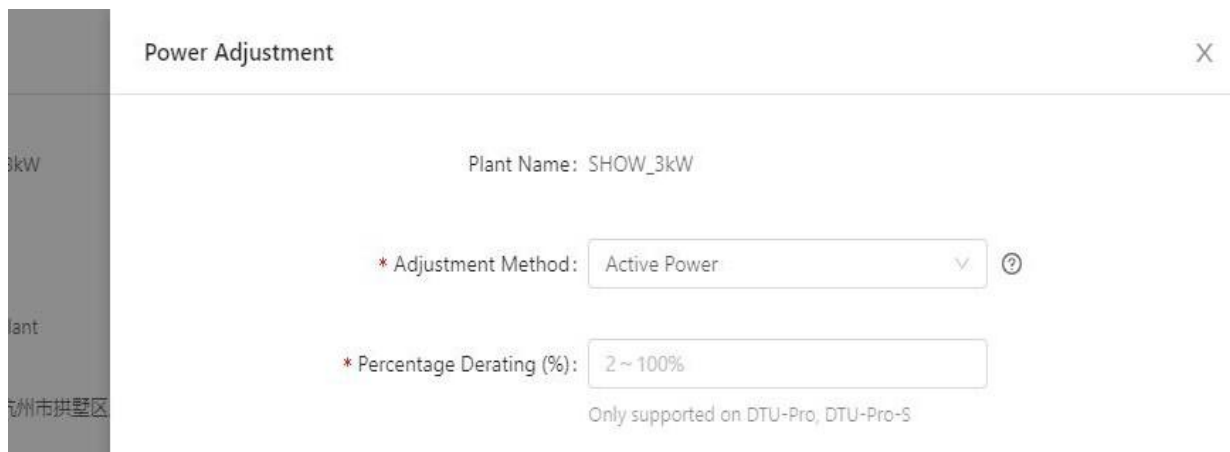 Power Adjustment
X
3kW
Plant Name: SHOW_3kW
* Adjustment Method: Active Power
lant
* Percentage Derating (%): 2 ~ 100%
州市拱墅区
Only supported on DTU-Pro, DTU-Pro-S